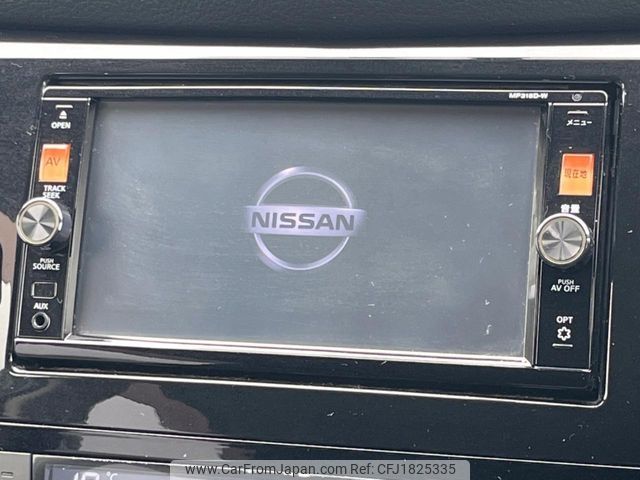 MP315D-W
OPEN
メニュー
AV
現在地
TRACK
SEEK
音量
NISSAN
PUSH
SOURCE
PUSH
AV OFF
AUX
OPT
www.CarFromJapan.com - CFJ1825335